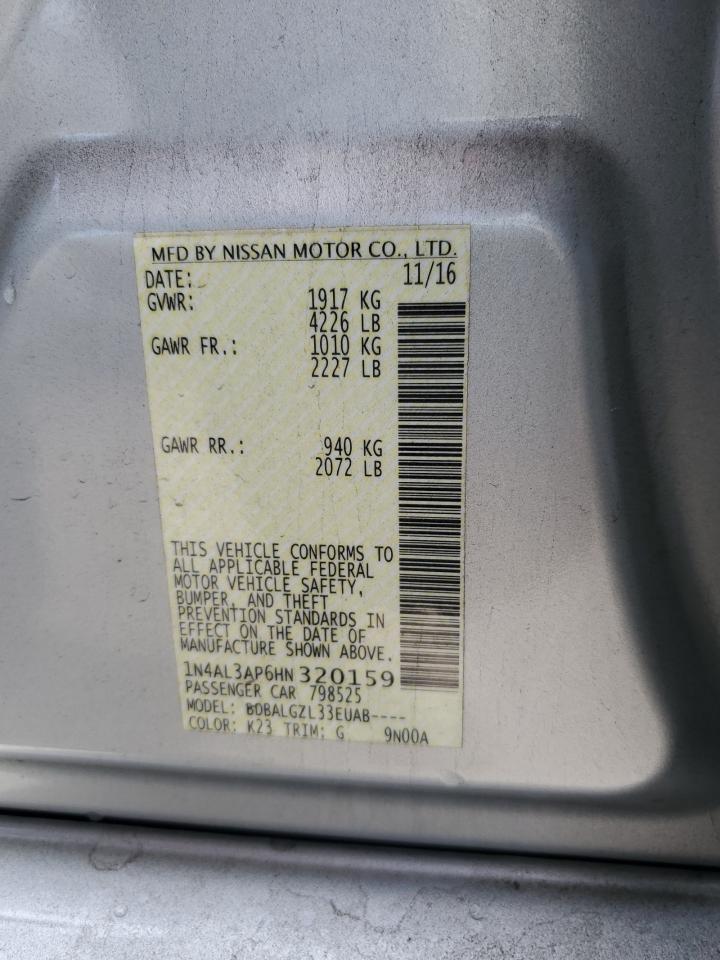 MFD BY NISSAN MOTOR CO., LTD.
DATE: 11/16
GVWR: 1917 KG
4226 LB
GAWR FR.: 1010 KG
2227 LB
GAWR RR.: 940 KG
2072 LB
THIS VEHICLE CONFORMS TO
ALL APPLICABLE FEDERAL
MOTOR VEHICLE SAFETY,
BUMPER, AND THEFT
PREVENTION STANDARDS IN
EFFECT ON THE DATE OF
MANUFACTURE SHOWN ABOVE.
1N4AL3AP6HN 320159
PASSENGER CAR 798525
MODEL: BDBALGZL33EUAB----
COLOR: K23 TRIM: G 9N00A